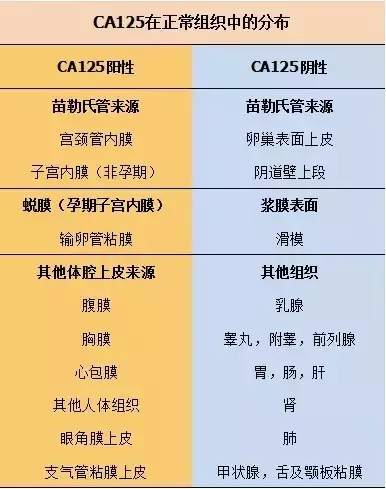 CA125在正常组织中的分布
CA125阳性 CA125阴性
苗勒氏管来源 苗勒氏管来源
宫颈管内膜 卵巢表面上皮
子宫内膜（非孕期） 阴道壁上段
蜕膜（孕期子宫内膜） 浆膜表面
输卵管粘膜 滑模
其他体腔上皮来源 其他组织
腹膜 乳腺
胸膜 睾丸，附睾，前列腺
心包膜 胃，肠，肝
其他人体组织 肾
眼角膜上皮 肺
支气管粘膜上皮 甲状腺，舌及颚板粘膜